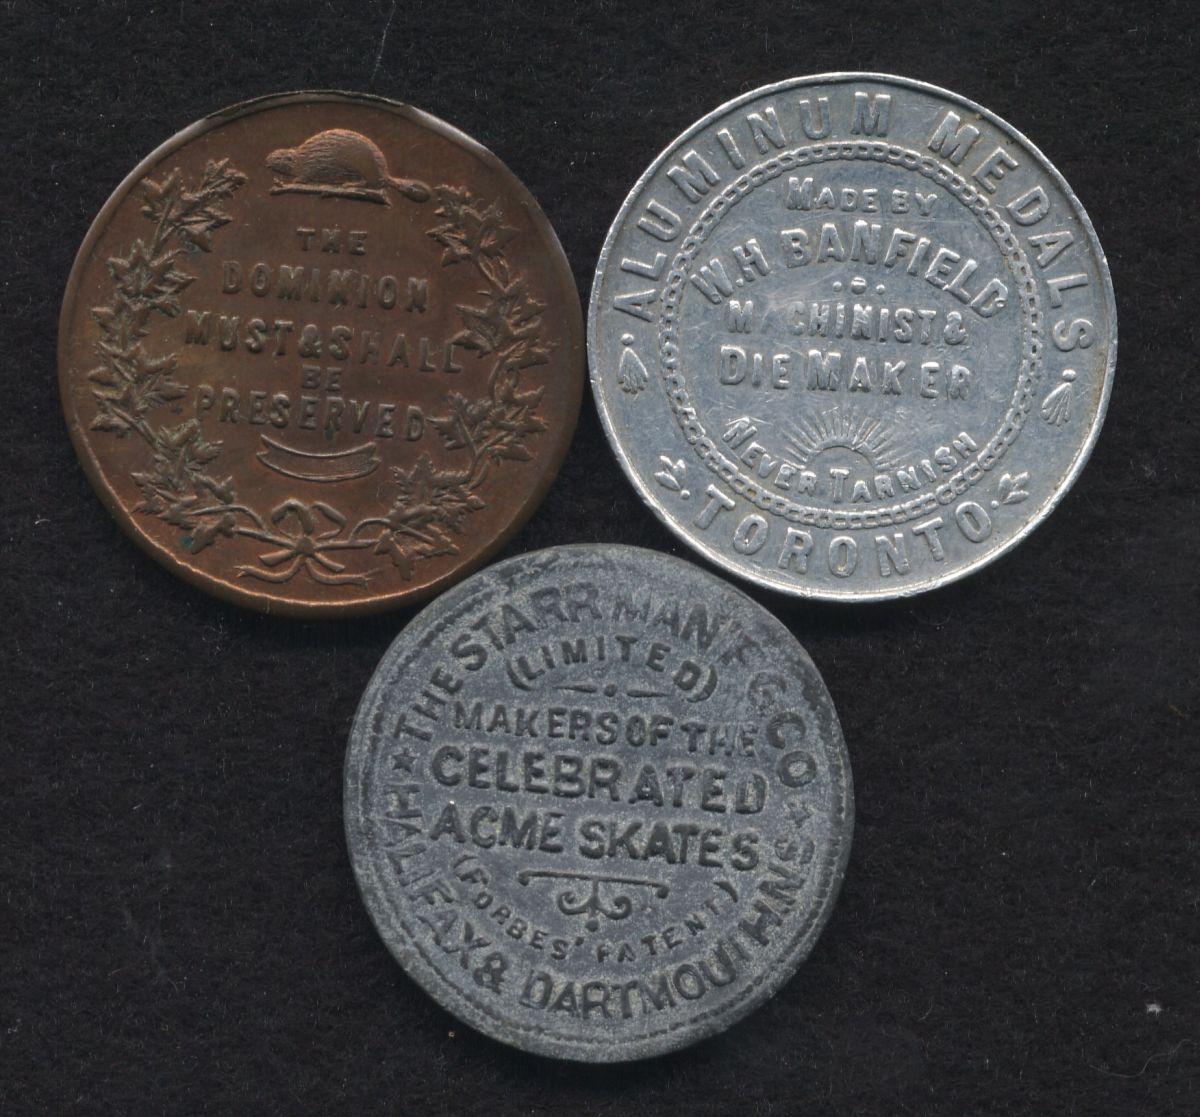 THE
DOMINION
MUST & SHALL
BE
PRESERVED
ALUMINUM MEDALS
MADE BY
W.H BANFIELD
MACHINIST &
DIE MAKER
NEVER TARNISH
TORONTO
THE STARR MAN'F'G CO
(LIMITED)
MAKERS OF THE
CELEBRATED
ACME SKATES
(FORBES' PATENT)
HALIFAX & DARTMOUTH N.S